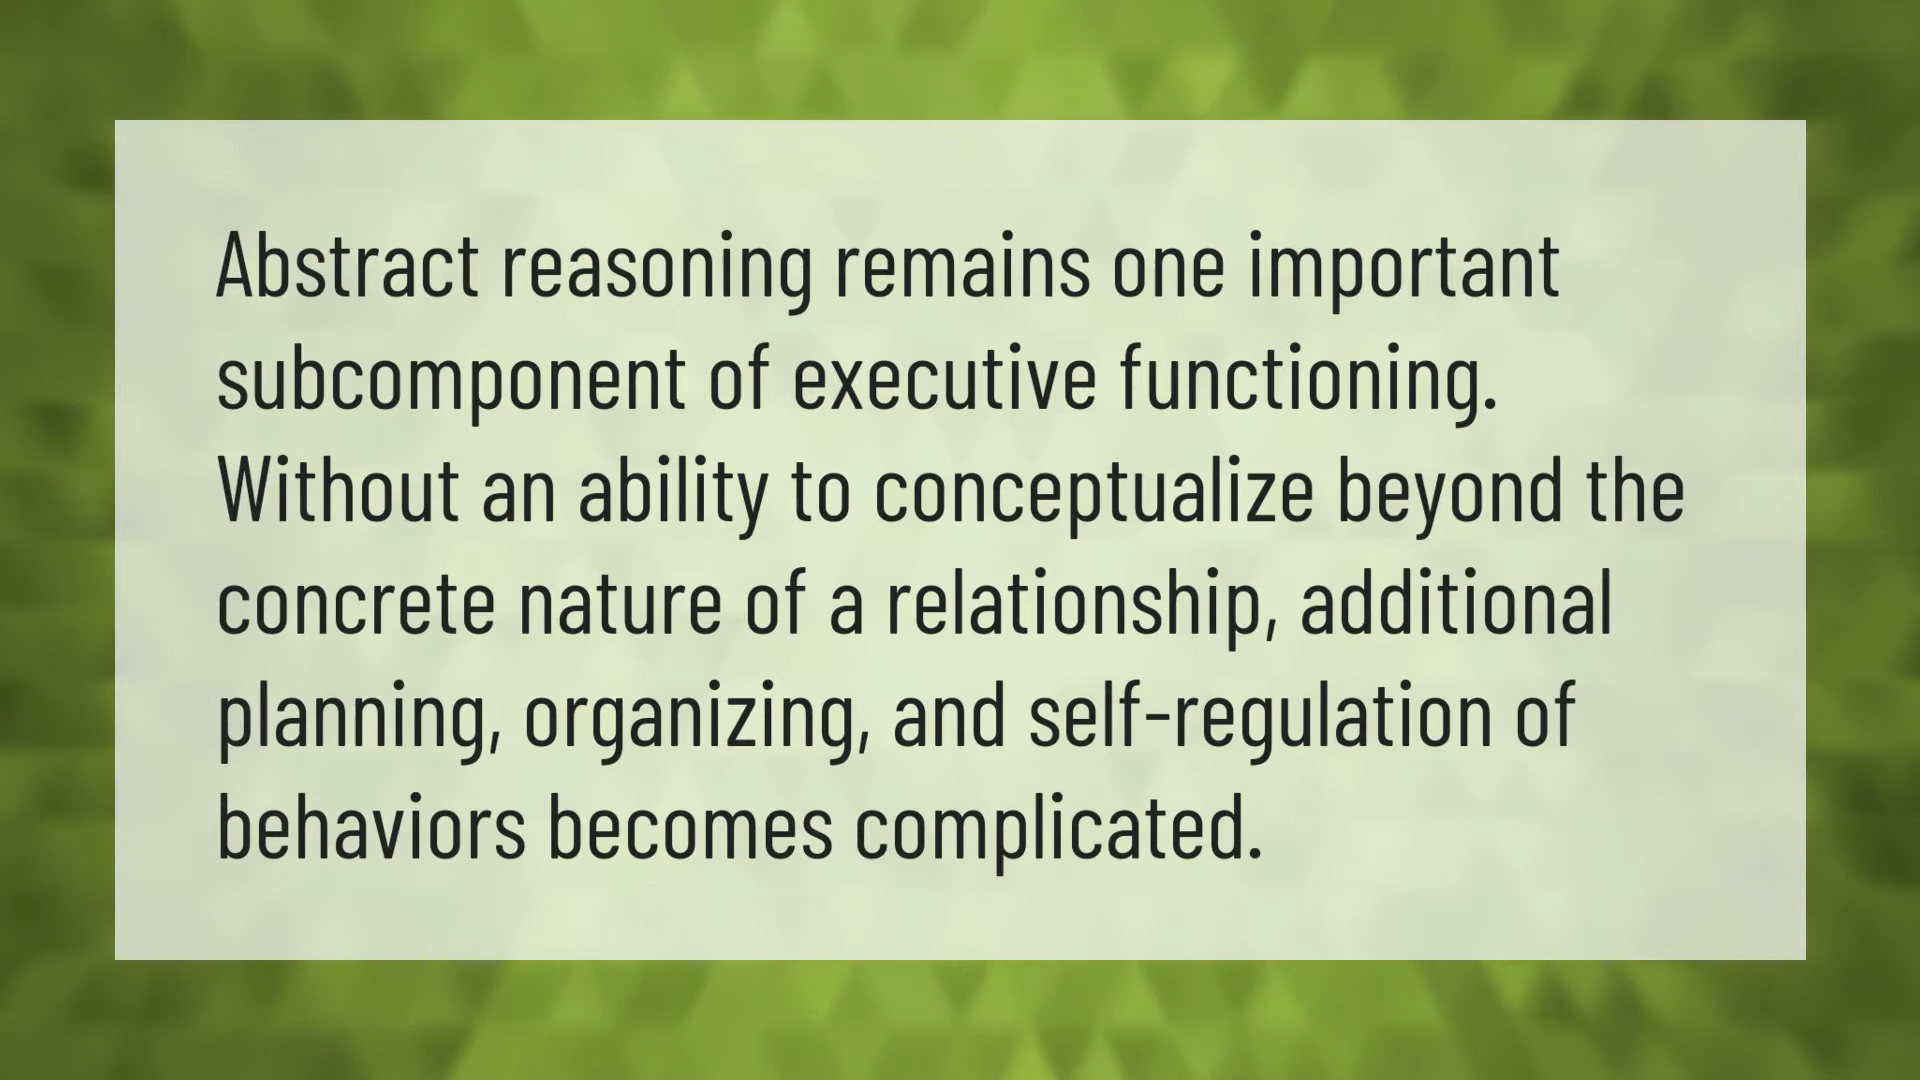 Abstract reasoning remains one important
subcomponent of executive functioning.
Without an ability to conceptualize beyond the
concrete nature of a relationship, additional
planning, organizing, and self-regulation of
behaviors becomes complicated.